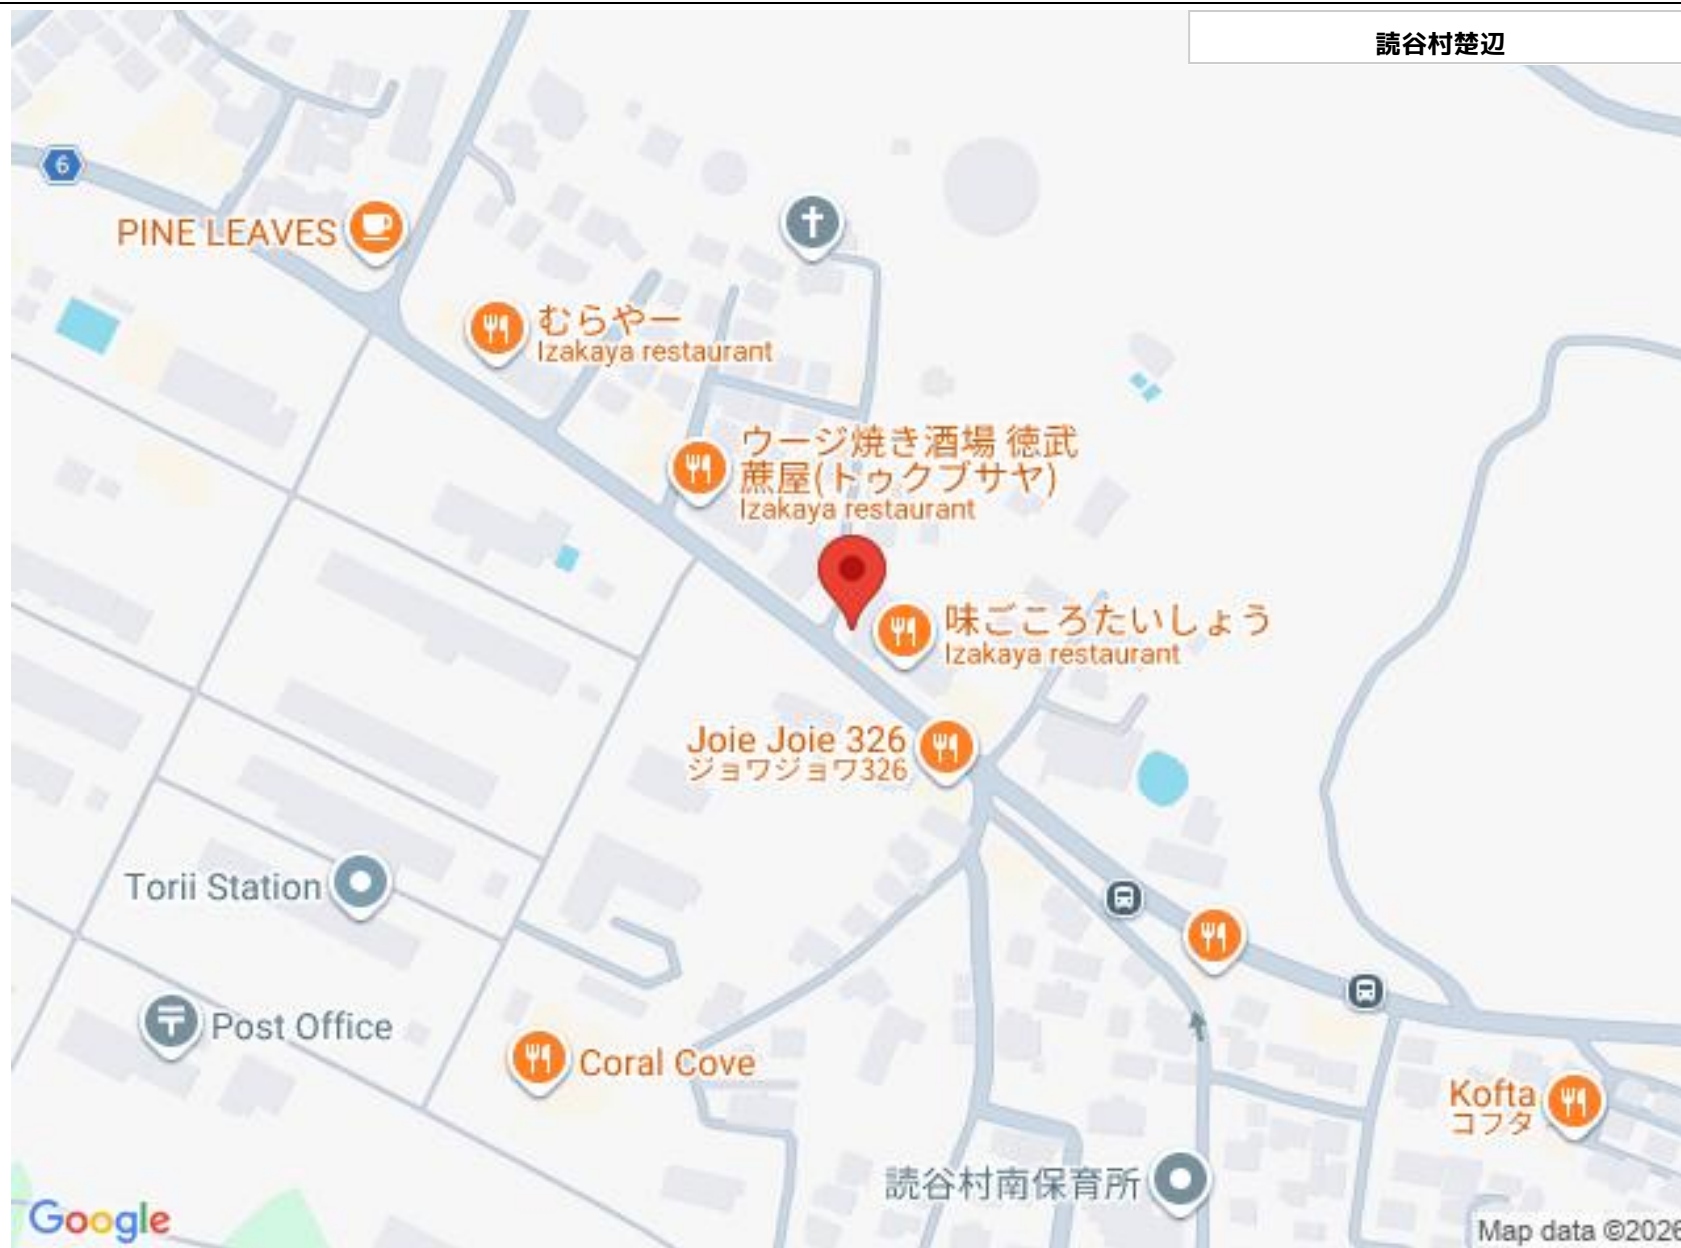 読谷村楚辺
6
PINE LEAVES
むらやー
Izakaya restaurant
ウージ焼き酒場 徳武
蔗屋(トゥクブサヤ)
Izakaya restaurant
味ごころたいしょう
Izakaya restaurant
Joie Joie 326
ジョワジョワ326
Torii Station
Post Office
Coral Cove
Kofta
コフタ
読谷村南保育所
Google
Map data ©2026